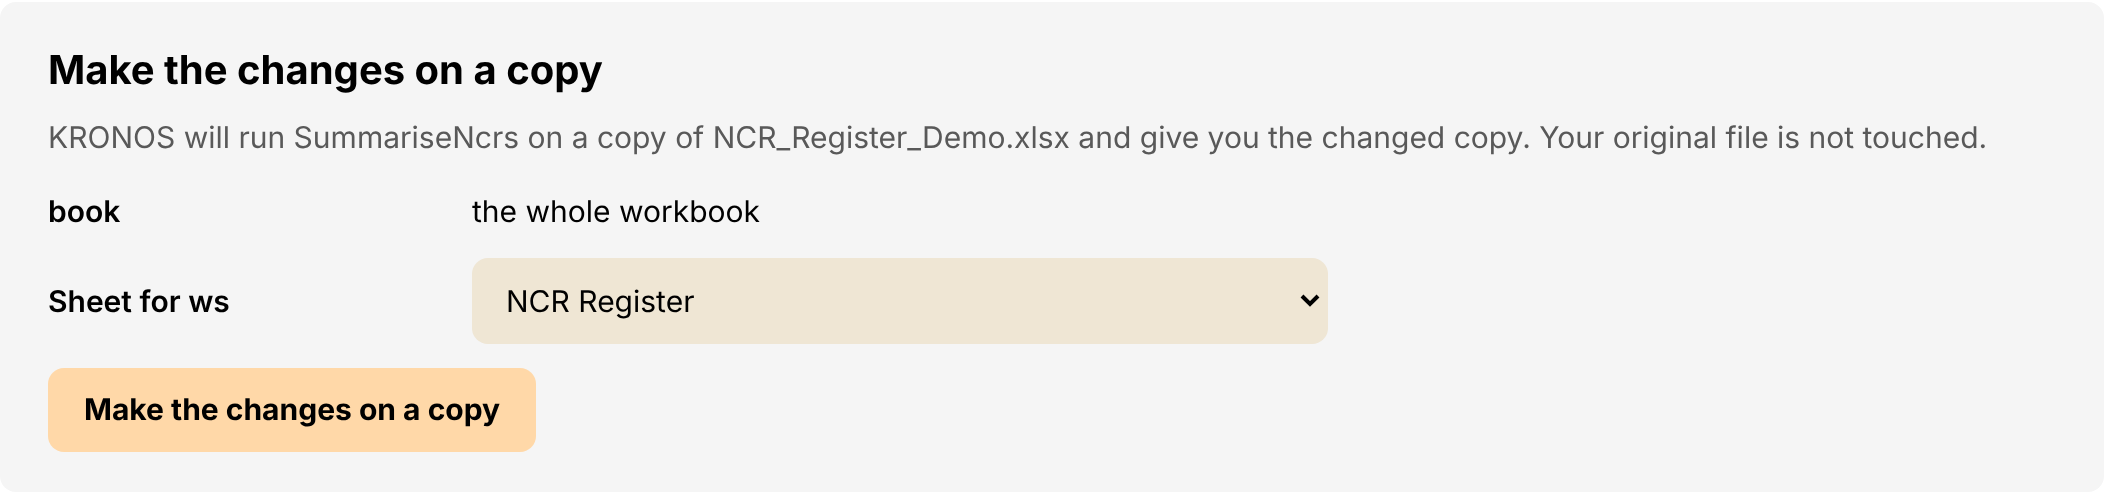 Make the changes on a copy
KRONOS will run SummariseNcrs on a copy of NCR_Register_Demo.xlsx and give you the changed copy. Your original file is not touched.
book the whole workbook
Sheet for ws NCR Register
Make the changes on a copy